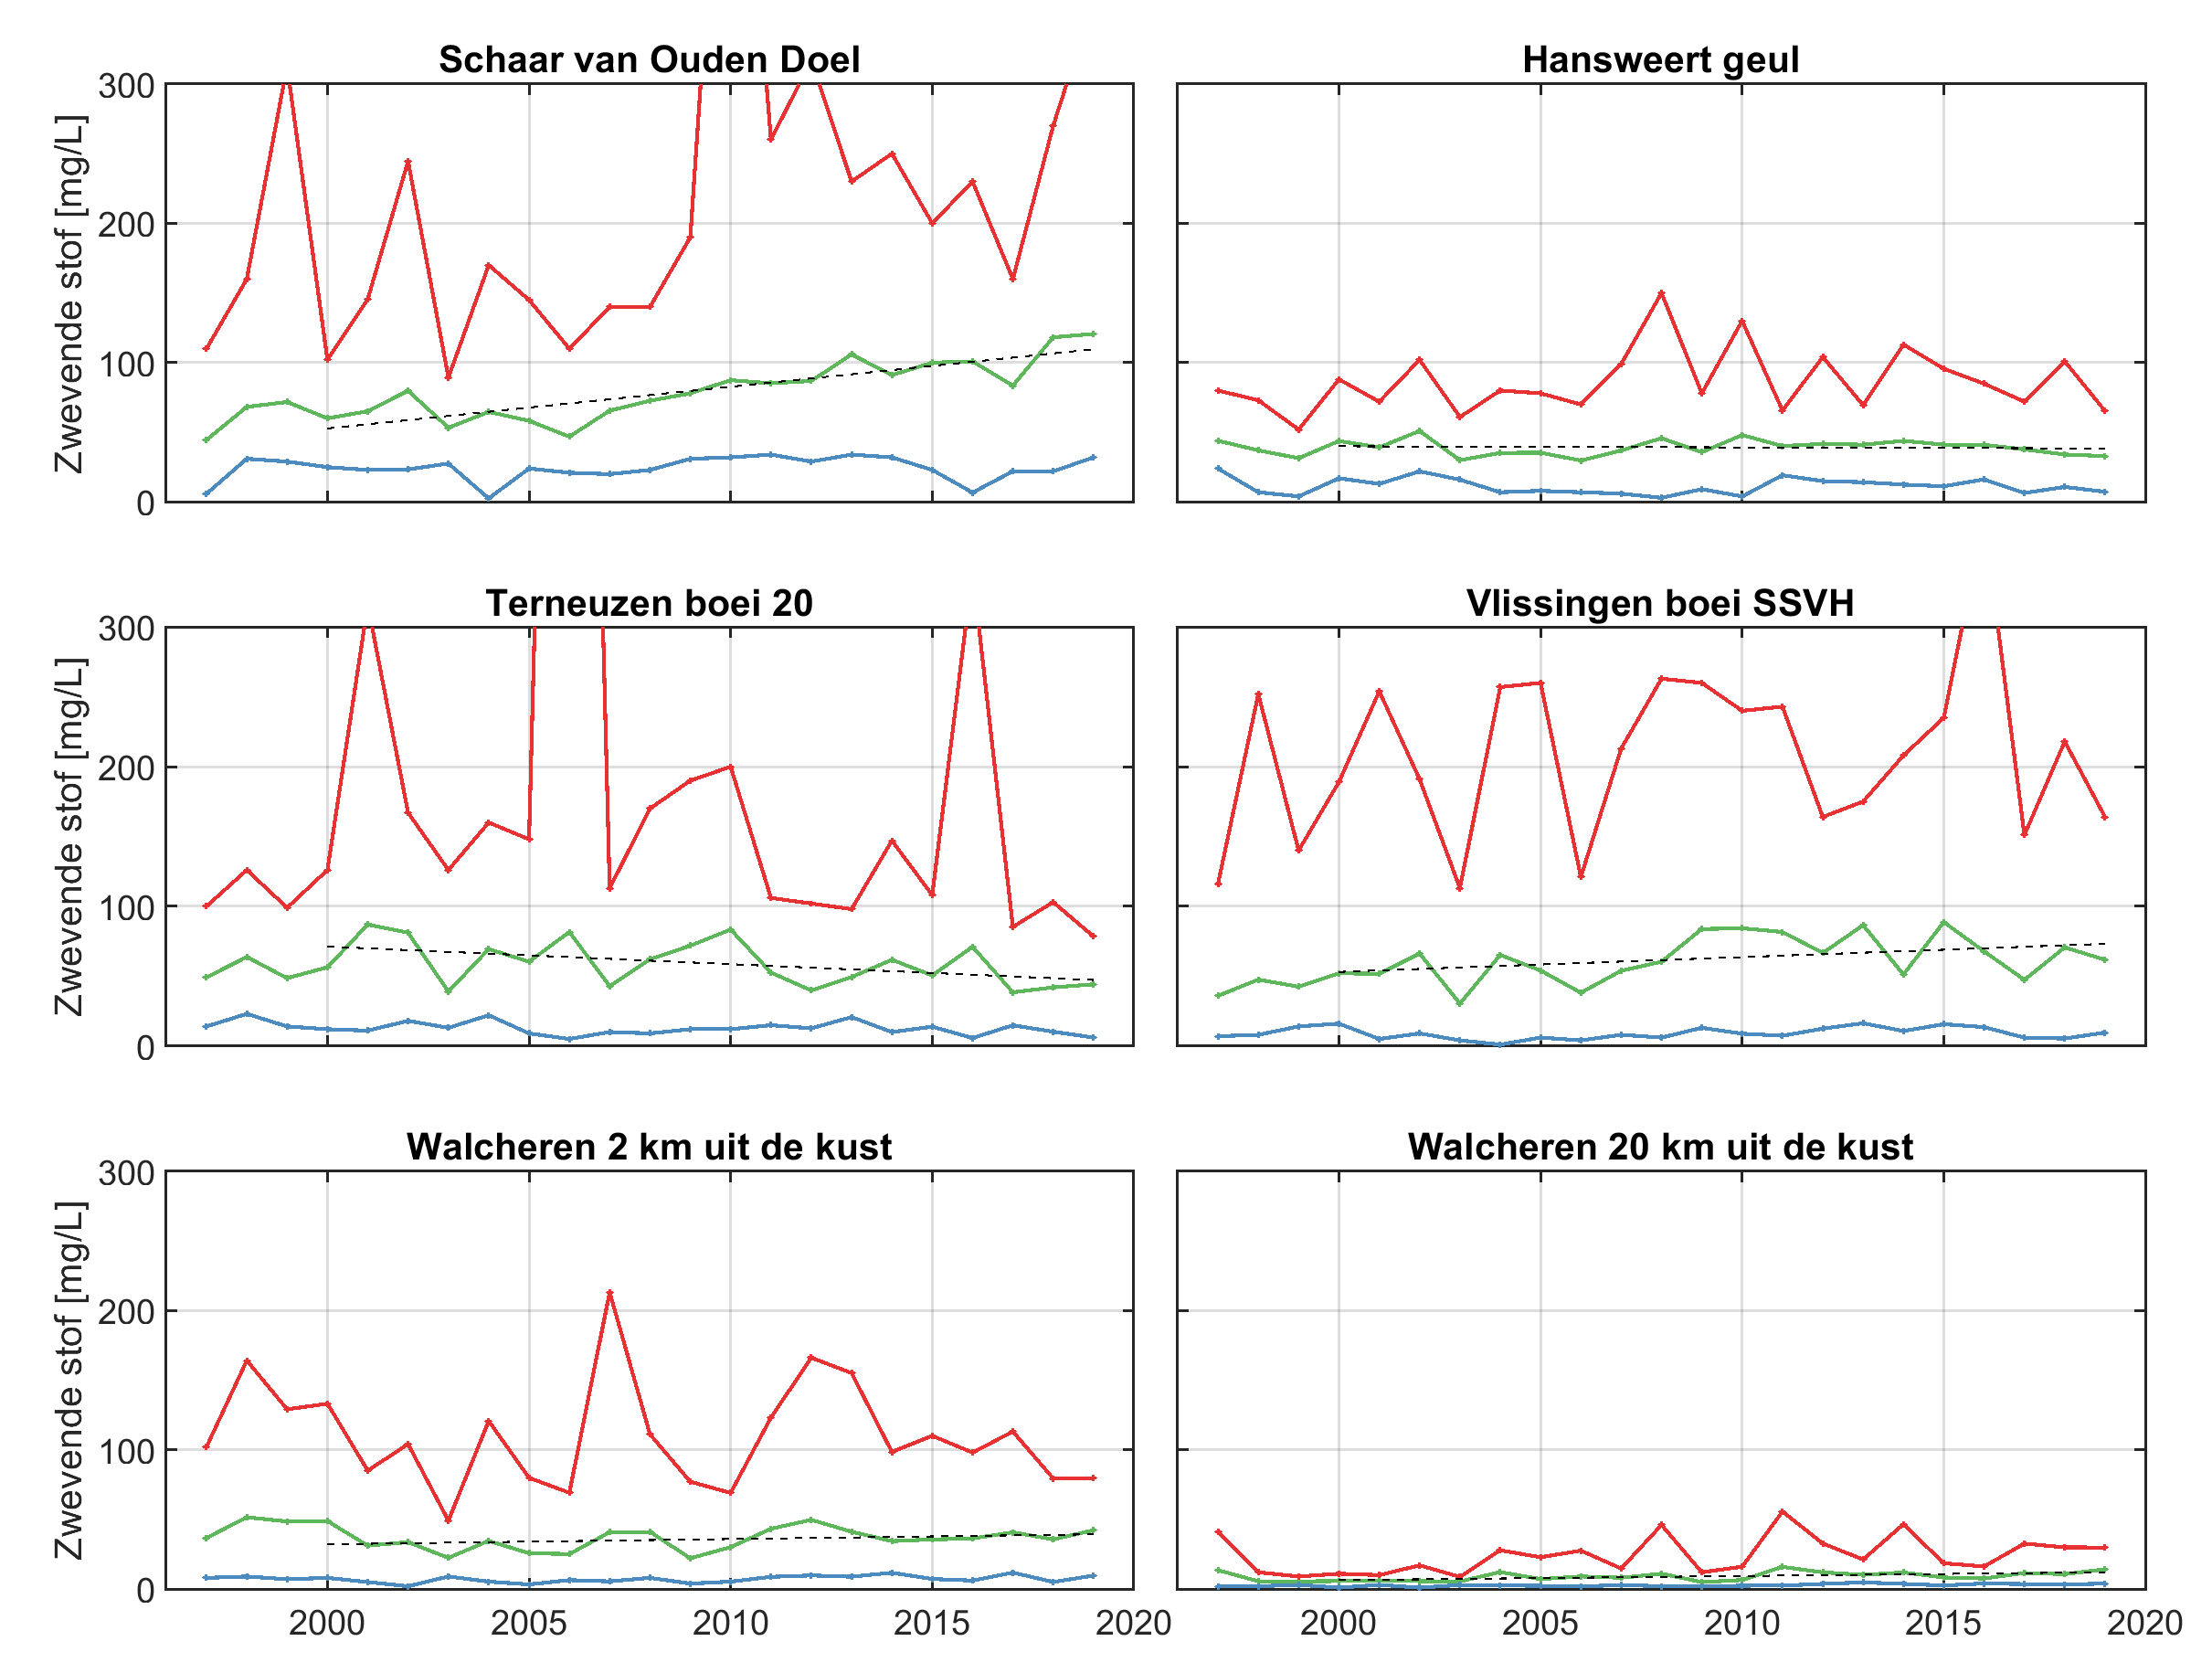 Schaar van Ouden Doel
Hansweert geul
300
200
100
0
Zwevende stof [mg/L]
Terneuzen boei 20
Vlissingen boei SSVH
300
200
100
0
Zwevende stof [mg/L]
Walcheren 2 km uit de kust
Walcheren 20 km uit de kust
300
200
100
0
Zwevende stof [mg/L]
2000 2005 2010 2015 2020
2000 2005 2010 2015 2020